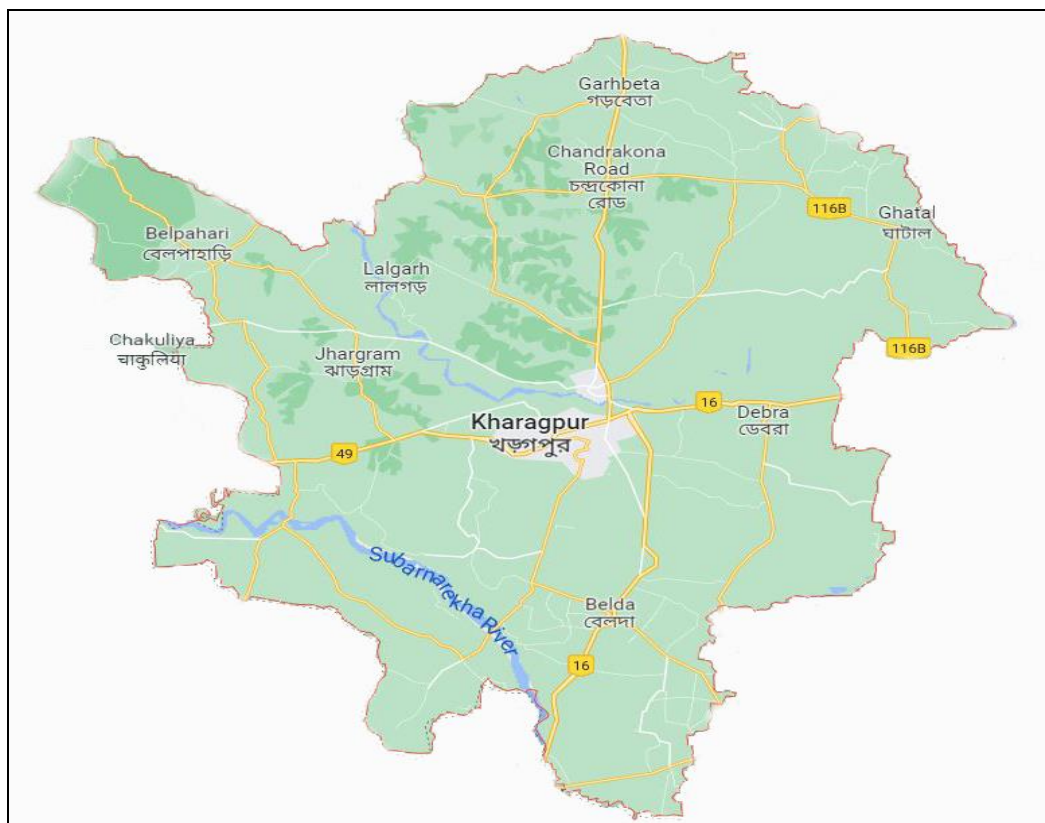 Garhbeta
গড়বেতা
Chandrakona
Road
চন্দ্রকোনা
রোড
116B
Ghatal
ঘাটাল
Belpahari
বেলপাহাড়ি
Lalgarh
লালগড়
Chakuliya
चाकुलिया
Jhargram
ঝাড়গ্রাম
116B
16
Debra
ডেবরা
Kharagpur
খড়্গপুর
49
Subarnarekha River
Belda
বেলদা
16